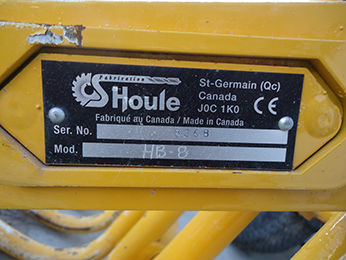 Fabrication
CS Houle
St-Germain (Qc)
Canada
J0C 1K0
CE
Fabriqué au Canada / Made in Canada
Ser. No.
Mod. HB-8